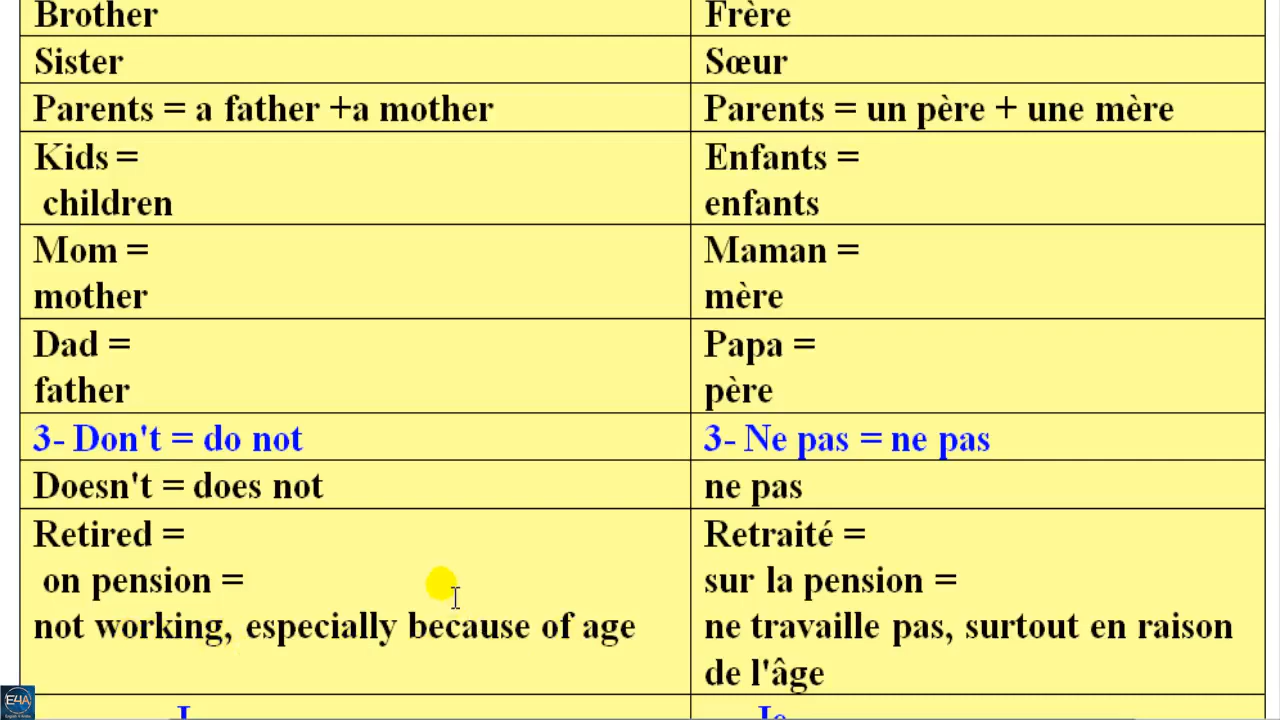 Brother
Frère
Sister
Sœur
Parents = a father +a mother
Parents = un père + une mère
Kids =
children
Enfants =
enfants
Mom =
mother
Maman =
mère
Dad =
father
Papa =
père
3- Don't = do not
3- Ne pas = ne pas
Doesn't = does not
ne pas
Retired =
on pension =
not working, especially because of age
Retraité =
sur la pension =
ne travaille pas, surtout en raison
de l'âge
E4A